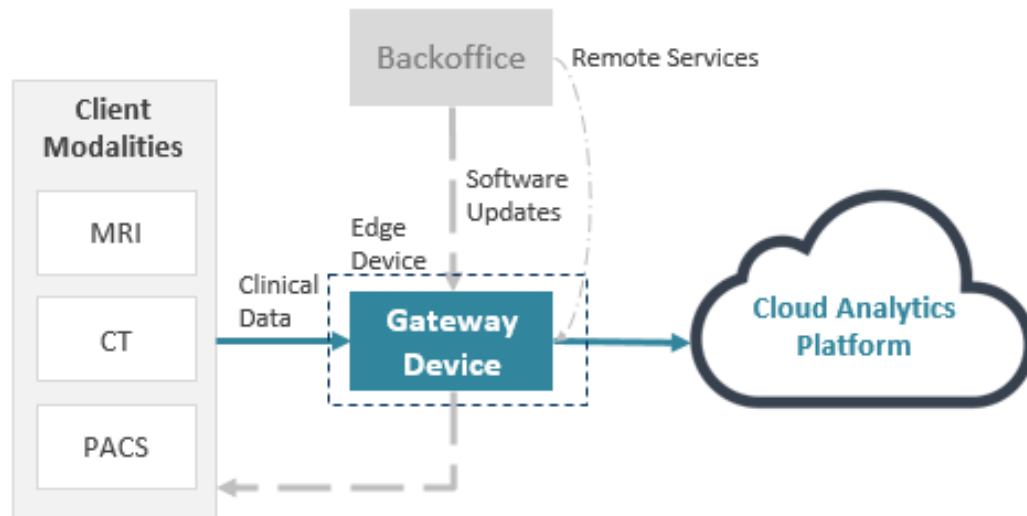 Backoffice
Remote Services
Client
Modalities
MRI
CT
PACS
Software
Updates
Edge
Device
Clinical
Data
Gateway
Device
Cloud Analytics
Platform